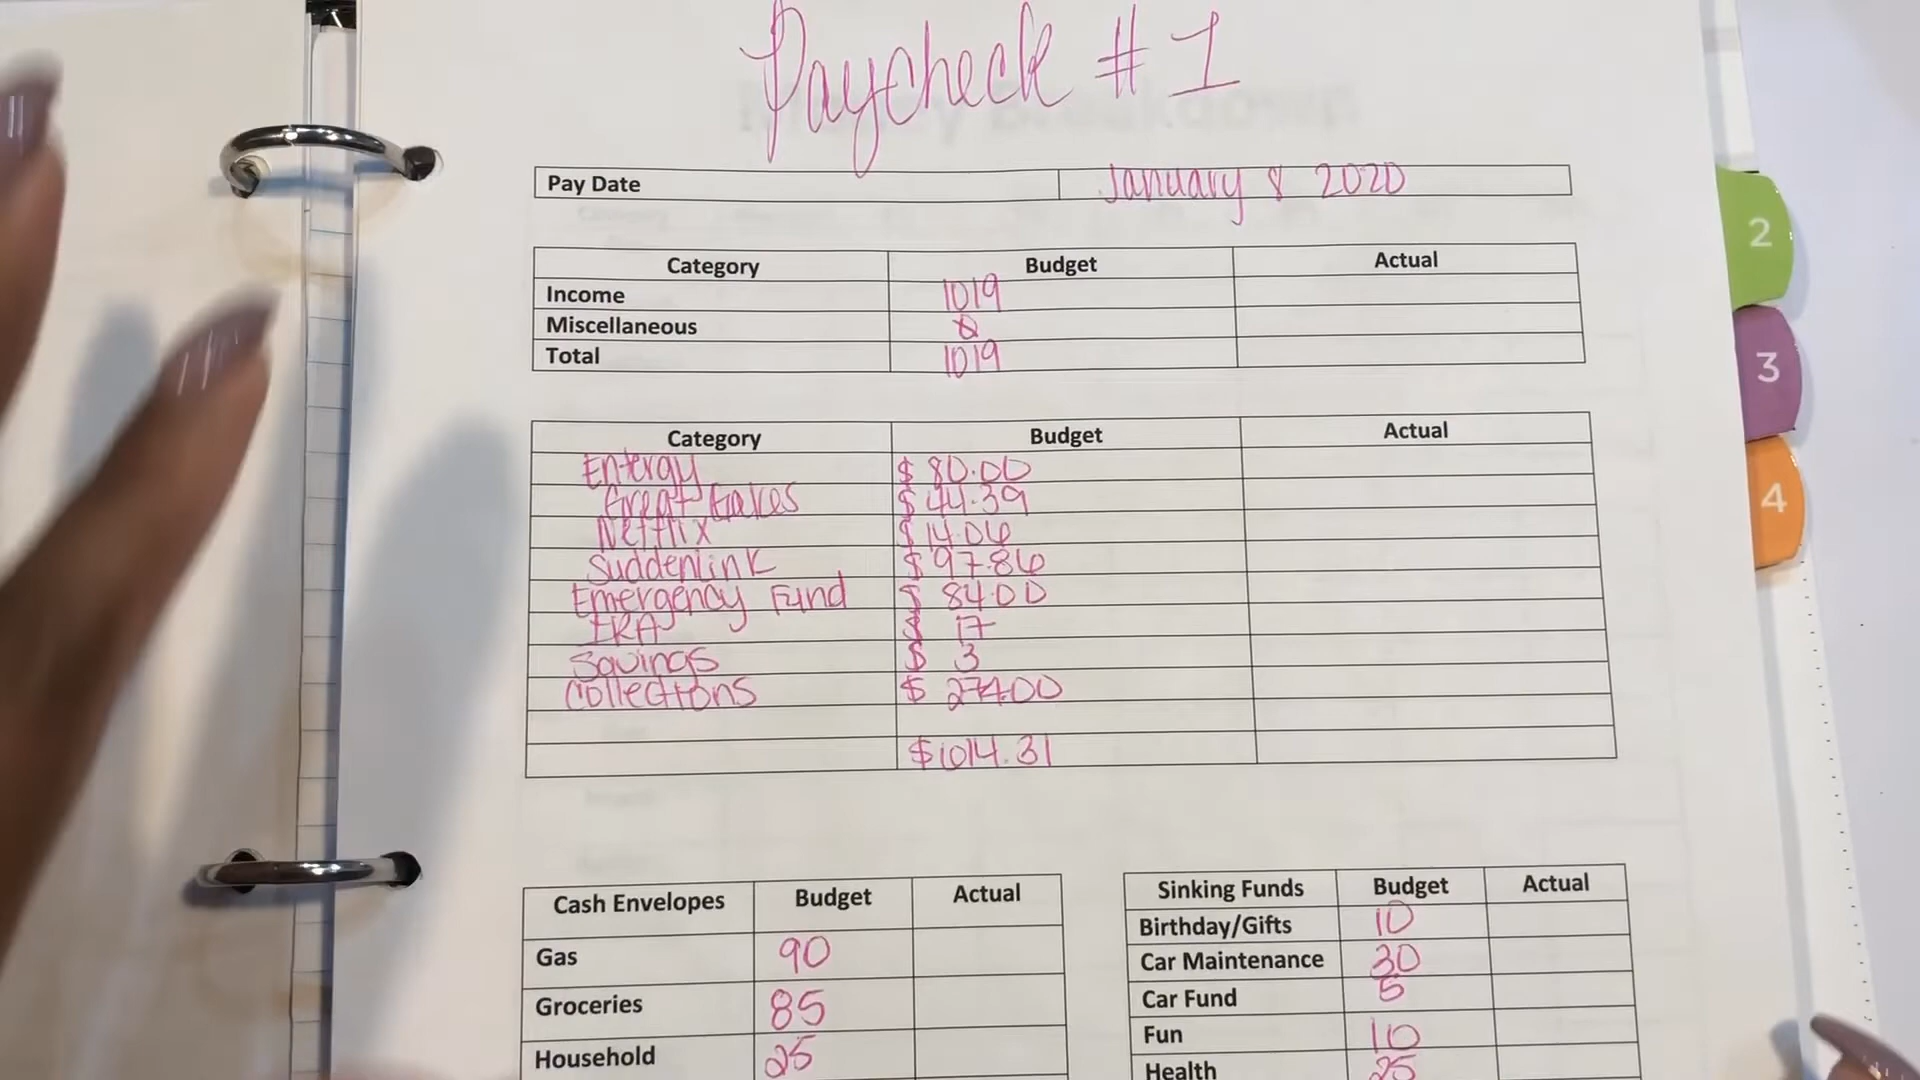 Paycheck # 1
Pay Date January 8 2020
Category Budget Actual
Income 1019
Miscellaneous 0
Total 1019
Category Budget Actual
Entergy $ 80.00
Great Lakes $ 44.39
Netflix $ 14.06
Suddenlink $ 97.86
Emergency Fund $ 84.00
IRA $ 17
Savings $ 3
Collections $ 274.00
$1014.31
Cash Envelopes Budget Actual
Gas 90
Groceries 85
Household 25
Sinking Funds Budget Actual
Birthday/Gifts 10
Car Maintenance 30
Car Fund 5
Fun 10
Health 25
2
3
4